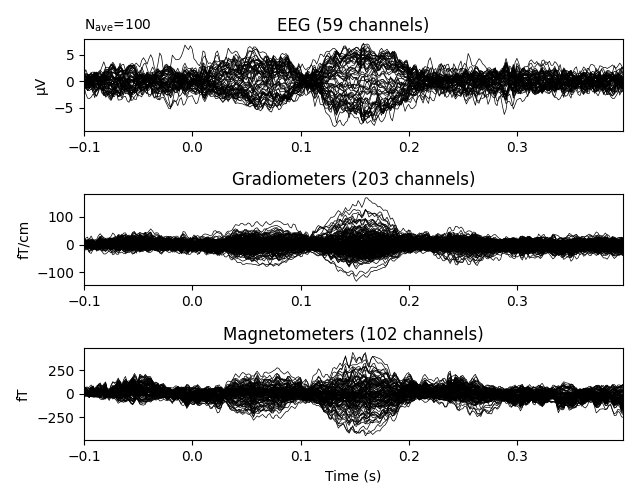 Nave=100
EEG (59 channels)
µV
5
0
−5
−0.1 0.0 0.1 0.2 0.3
Gradiometers (203 channels)
fT/cm
100
0
−100
−0.1 0.0 0.1 0.2 0.3
Magnetometers (102 channels)
fT
250
0
−250
−0.1 0.0 0.1 0.2 0.3
Time (s)